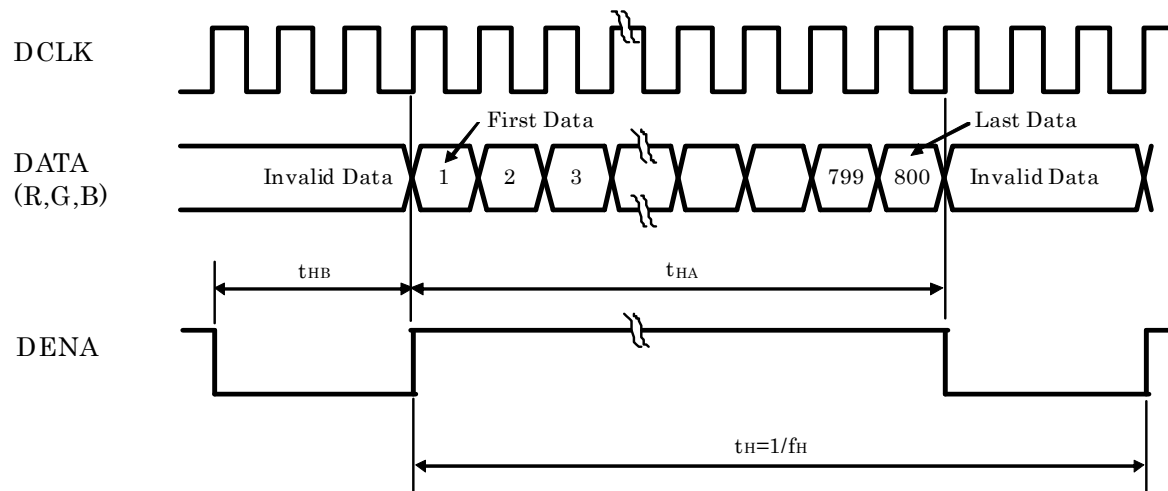 DCLK
First Data
Last Data
DATA
(R,G,B)
Invalid Data 1 2 3 799 800 Invalid Data
tHB tHA
DENA
tH=1/fH